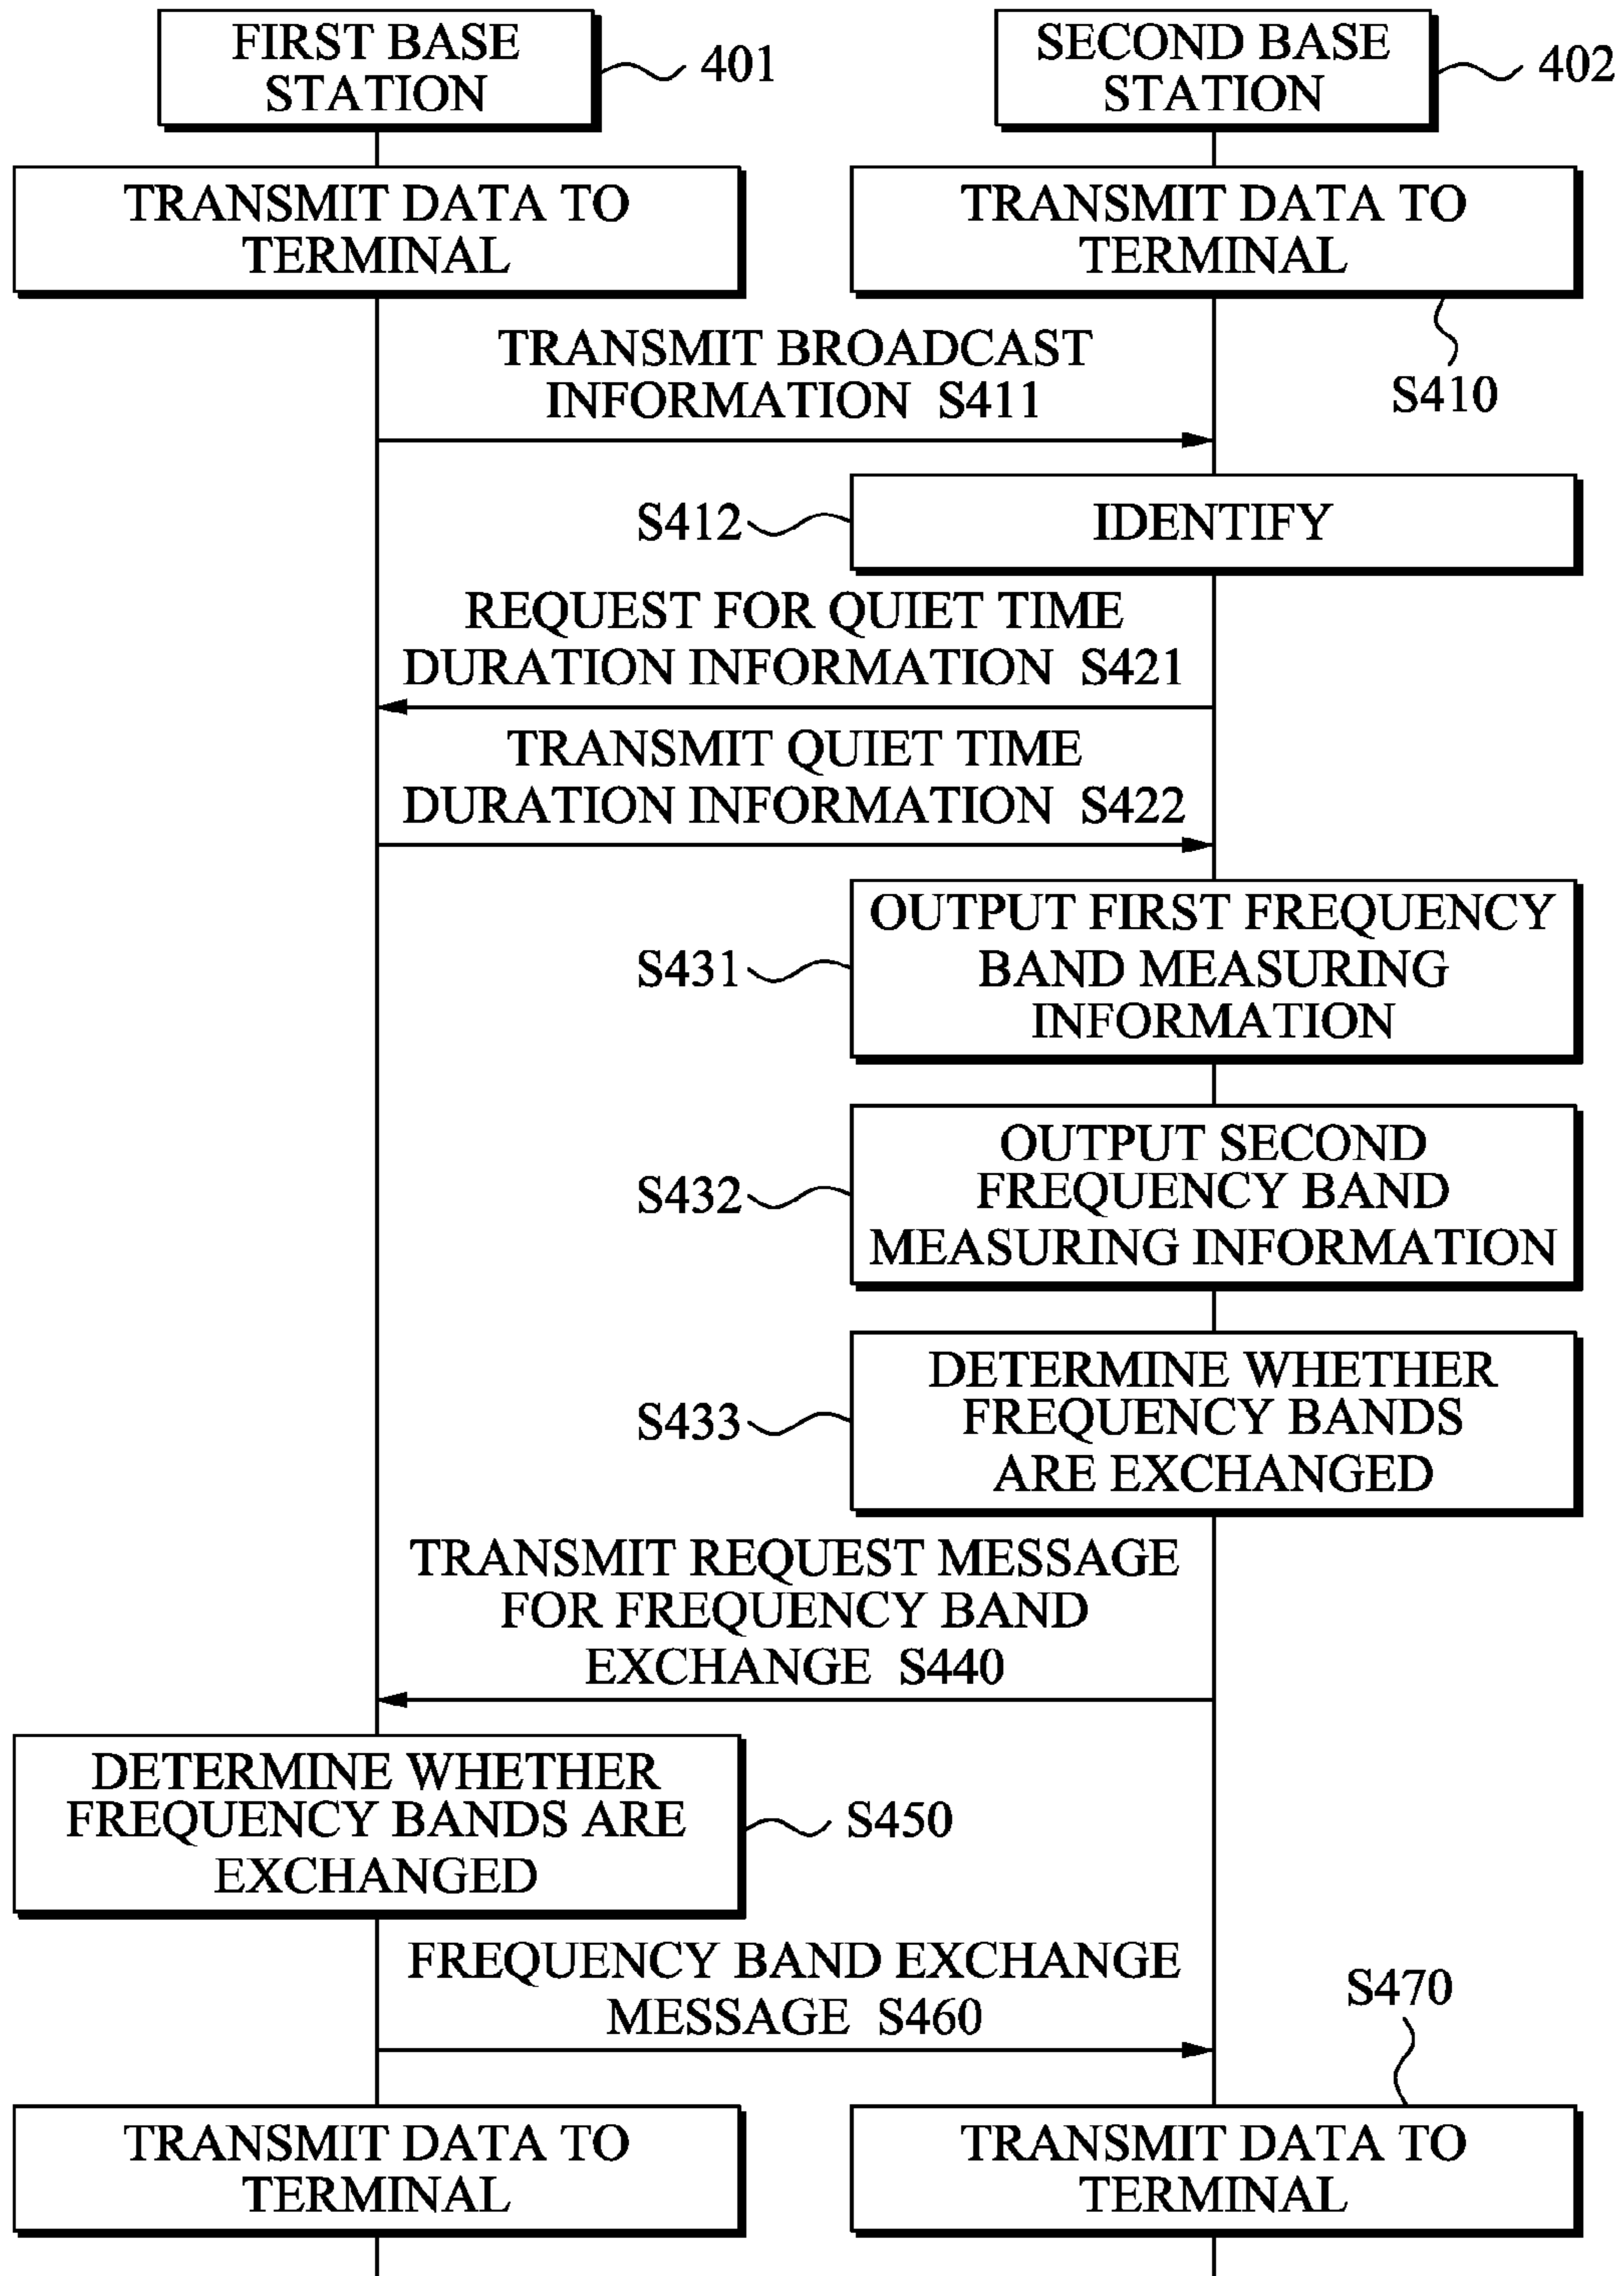 FIRST BASE
STATION
401
SECOND BASE
STATION
402
TRANSMIT DATA TO
TERMINAL
TRANSMIT DATA TO
TERMINAL
S410
TRANSMIT BROADCAST
INFORMATION S411
S412
IDENTIFY
REQUEST FOR QUIET TIME
DURATION INFORMATION S421
TRANSMIT QUIET TIME
DURATION INFORMATION S422
S431
OUTPUT FIRST FREQUENCY
BAND MEASURING
INFORMATION
S432
OUTPUT SECOND
FREQUENCY BAND
MEASURING INFORMATION
S433
DETERMINE WHETHER
FREQUENCY BANDS
ARE EXCHANGED
TRANSMIT REQUEST MESSAGE
FOR FREQUENCY BAND
EXCHANGE S440
DETERMINE WHETHER
FREQUENCY BANDS ARE
EXCHANGED
S450
FREQUENCY BAND EXCHANGE
MESSAGE S460
S470
TRANSMIT DATA TO
TERMINAL
TRANSMIT DATA TO
TERMINAL